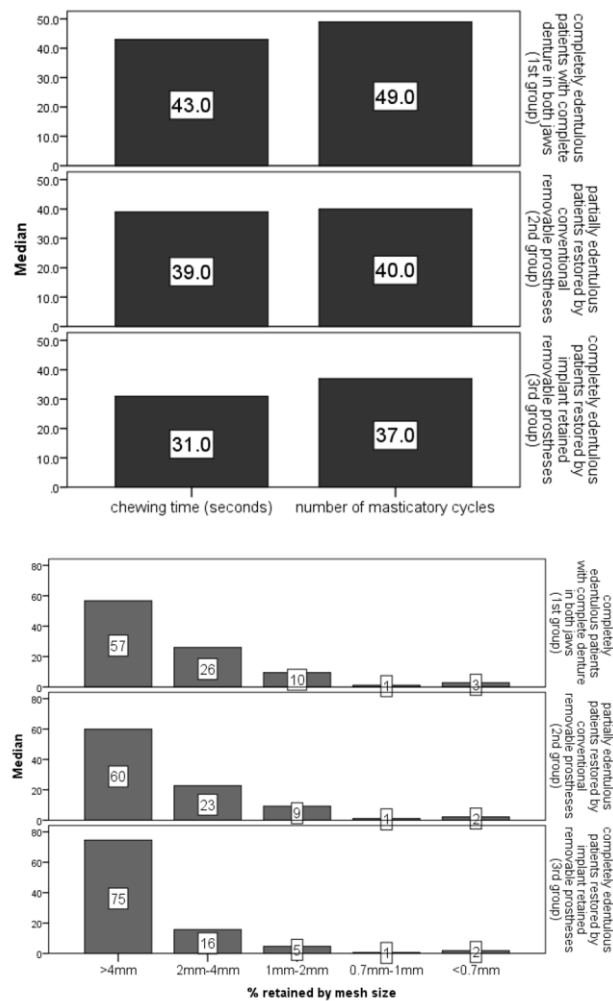 50.0
40.0
30.0
20.0
10.0
.0
43.0
49.0
completely edentulous
patients with complete
denture in both jaws
(1st group)
50.0
40.0
30.0
20.0
10.0
.0
39.0
40.0
partially edentulous
patients restored by
conventional
removable prostheses
(2nd group)
50.0
40.0
30.0
20.0
10.0
.0
31.0
37.0
completely edentulous
patients restored by
implant retained
removable prostheses
(3rd group)
Median
chewing time (seconds)
number of masticatory cycles
80
60
40
20
0
57
26
10
1
3
completely
edentulous patients
with complete denture
in both jaws
(1st group)
80
60
40
20
0
60
23
9
1
2
partially edentulous
patients restored by
conventional
removable prostheses
(2nd group)
80
60
40
20
0
75
16
5
1
2
completely edentulous
patients restored by
implant retained
removable prostheses
(3rd group)
Median
>4mm
2mm-4mm
1mm-2mm
0.7mm-1mm
<0.7mm
% retained by mesh size